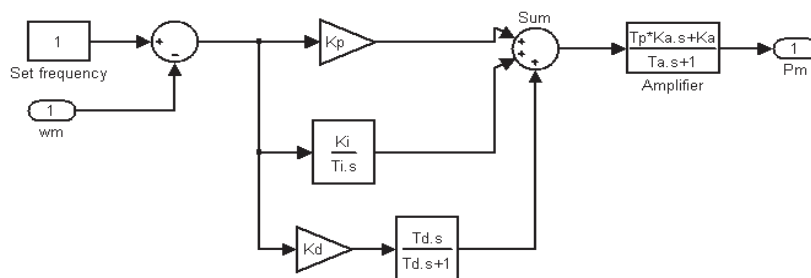 1
Set frequency
1
wm
+
-
Kp
Ki
Ti.s
Kd
Td.s
Td.s+1
Sum
+
+
+
Tp*Ka.s+Ka
Ta.s+1
Amplifier
1
Pm